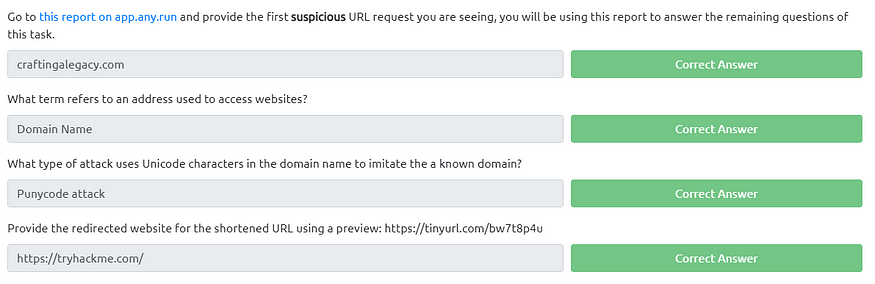 Go to this report on app.any.run and provide the first suspicious URL request you are seeing, you will be using this report to answer the remaining questions of
this task.
craftingalegacy.com Correct Answer
What term refers to an address used to access websites?
Domain Name Correct Answer
What type of attack uses Unicode characters in the domain name to imitate the a known domain?
Punycode attack Correct Answer
Provide the redirected website for the shortened URL using a preview: https://tinyurl.com/bw7t8p4u
https://tryhackme.com/ Correct Answer